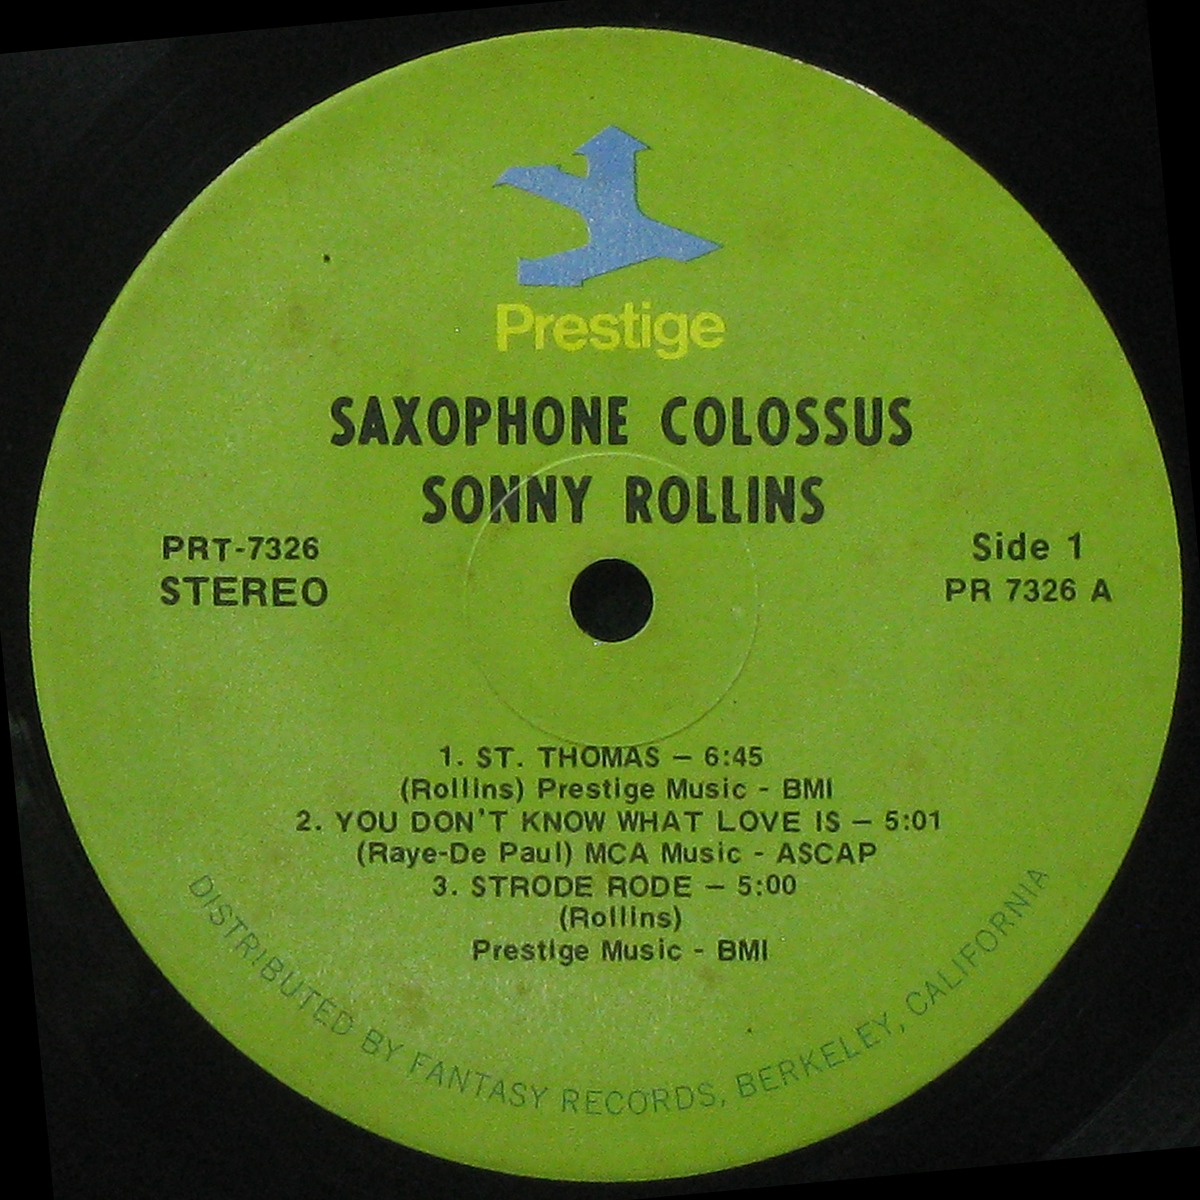 Prestige
SAXOPHONE COLOSSUS
SONNY ROLLINS
PRT-7326
STEREO
Side 1
PR 7326 A
1. ST. THOMAS — 6:45
(Rollins) Prestige Music - BMI
2. YOU DON'T KNOW WHAT LOVE IS — 5:01
(Raye-De Paul) MCA Music - ASCAP
3. STRODE RODE — 5:00
(Rollins)
Prestige Music - BMI
DISTRIBUTED BY FANTASY RECORDS, BERKELEY, CALIFORNIA